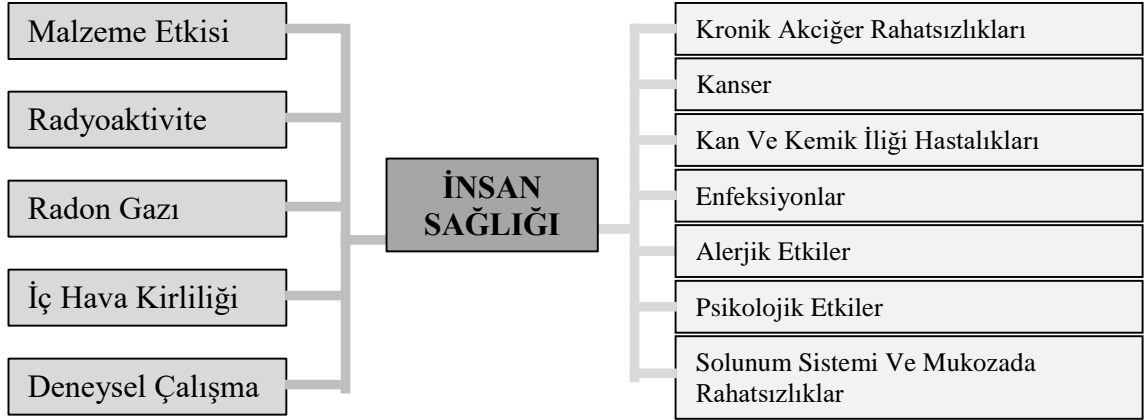 Malzeme Etkisi
Radyoaktivite
Radon Gazı
İç Hava Kirliliği
Deneysel Çalışma
İNSAN
SAĞLIĞI
Kronik Akciğer Rahatsızlıkları
Kanser
Kan Ve Kemik İliği Hastalıkları
Enfeksiyonlar
Alerjik Etkiler
Psikolojik Etkiler
Solunum Sistemi Ve Mukozada
Rahatsızlıklar